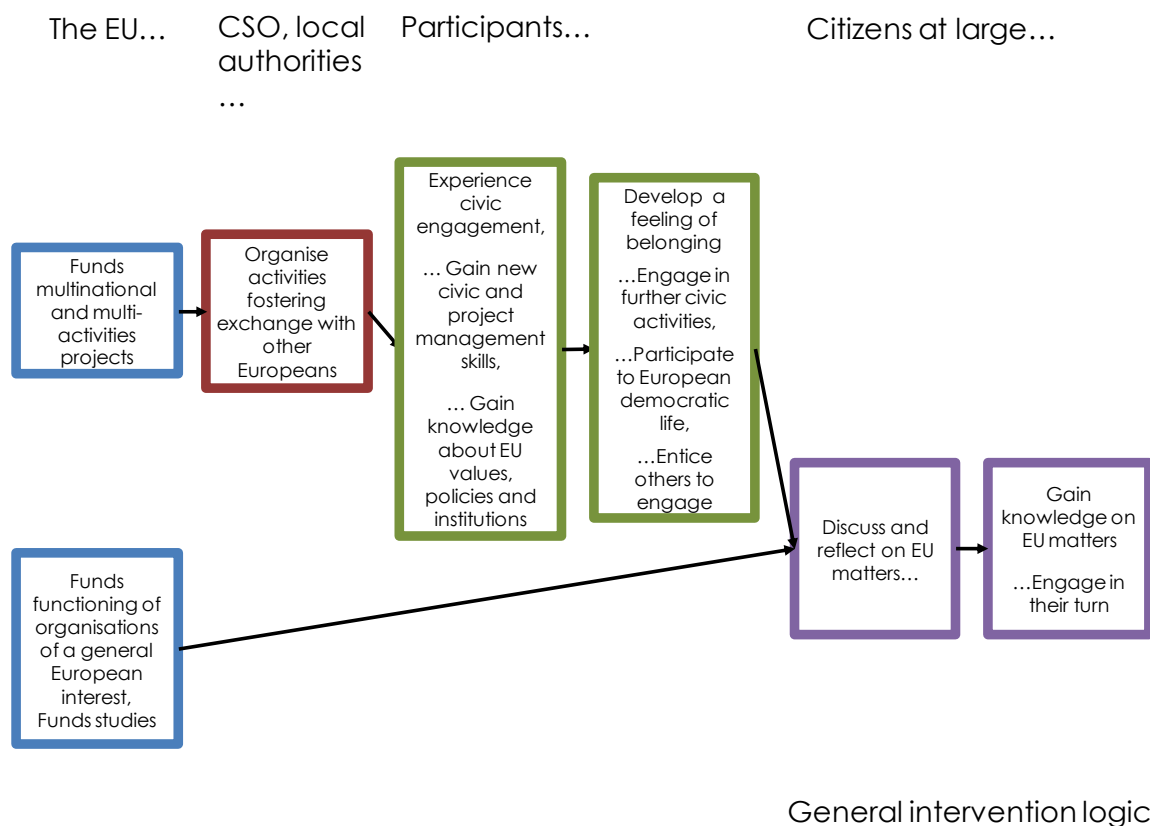 The EU…
CSO, local
authorities
…
Participants…
Citizens at large…
Funds
multinational
and multi-
activities
projects
Organise
activities
fostering
exchange with
other
Europeans
Experience
civic
engagement,
… Gain new
civic and
project
management
skills,
… Gain
knowledge
about EU
values,
policies and
institutions
Develop a
feeling of
belonging
…Engage in
further civic
activities,
…Participate
to European
democratic
life,
…Entice
others to
engage
Discuss and
reflect on EU
matters…
Gain
knowledge on
EU matters
…Engage in
their turn
Funds
functioning of
organisations
of a general
European
interest,
Funds studies
General intervention logic